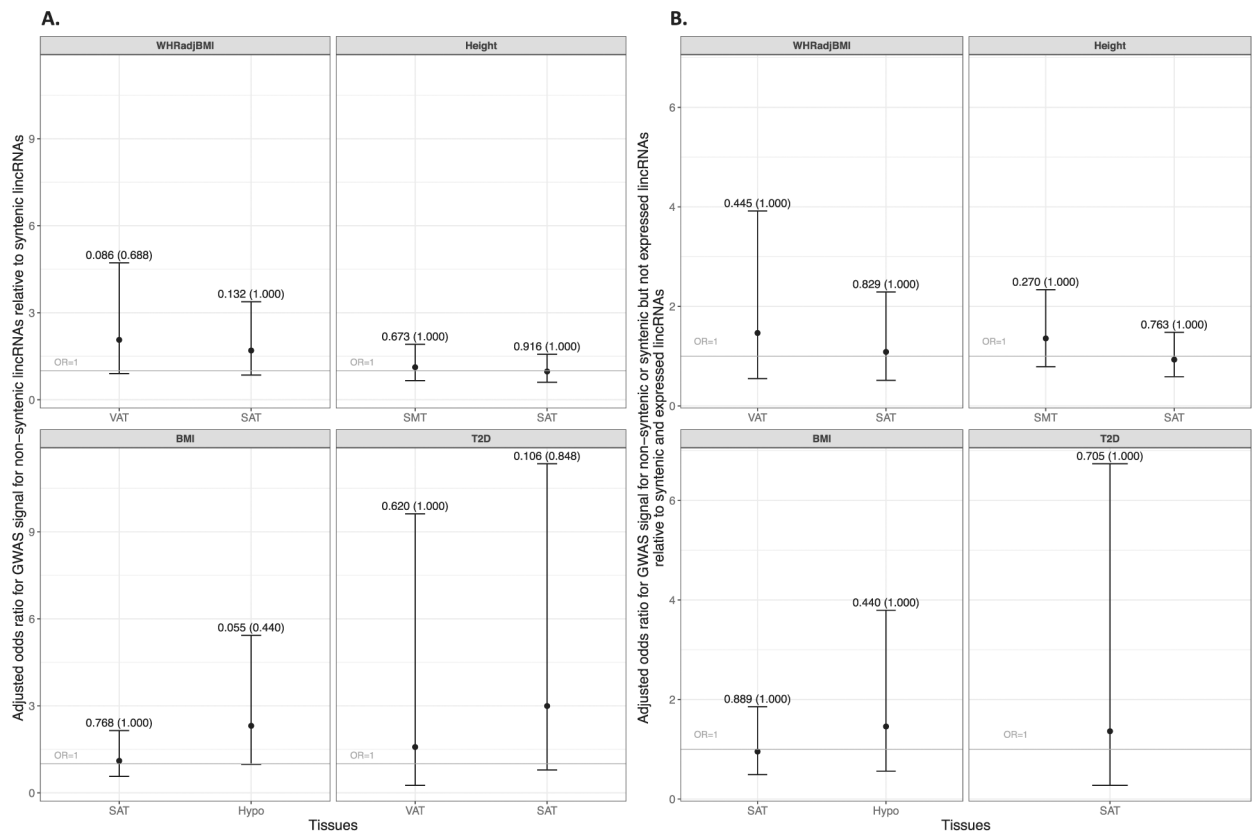 A.
Adjusted odds ratio for GWAS signal for non−syntenic lincRNAs relative to syntenic lincRNAs
WHRadjBMI
9
6
3
0
0.086 (0.688)
0.132 (1.000)
OR=1
VAT
SAT
Height
0.673 (1.000)
0.916 (1.000)
OR=1
SMT
SAT
BMI
9
6
3
0
0.768 (1.000)
0.055 (0.440)
OR=1
SAT
Hypo
T2D
0.620 (1.000)
0.106 (0.848)
OR=1
VAT
SAT
Tissues
B.
Adjusted odds ratio for GWAS signal for non−syntenic or syntenic but not expressed lincRNAs
relative to syntenic and expressed lincRNAs
WHRadjBMI
6
4
2
0
0.445 (1.000)
0.829 (1.000)
OR=1
VAT
SAT
Height
0.270 (1.000)
0.763 (1.000)
OR=1
SMT
SAT
BMI
6
4
2
0
0.889 (1.000)
0.440 (1.000)
OR=1
SAT
Hypo
T2D
0.705 (1.000)
OR=1
SAT
Tissues